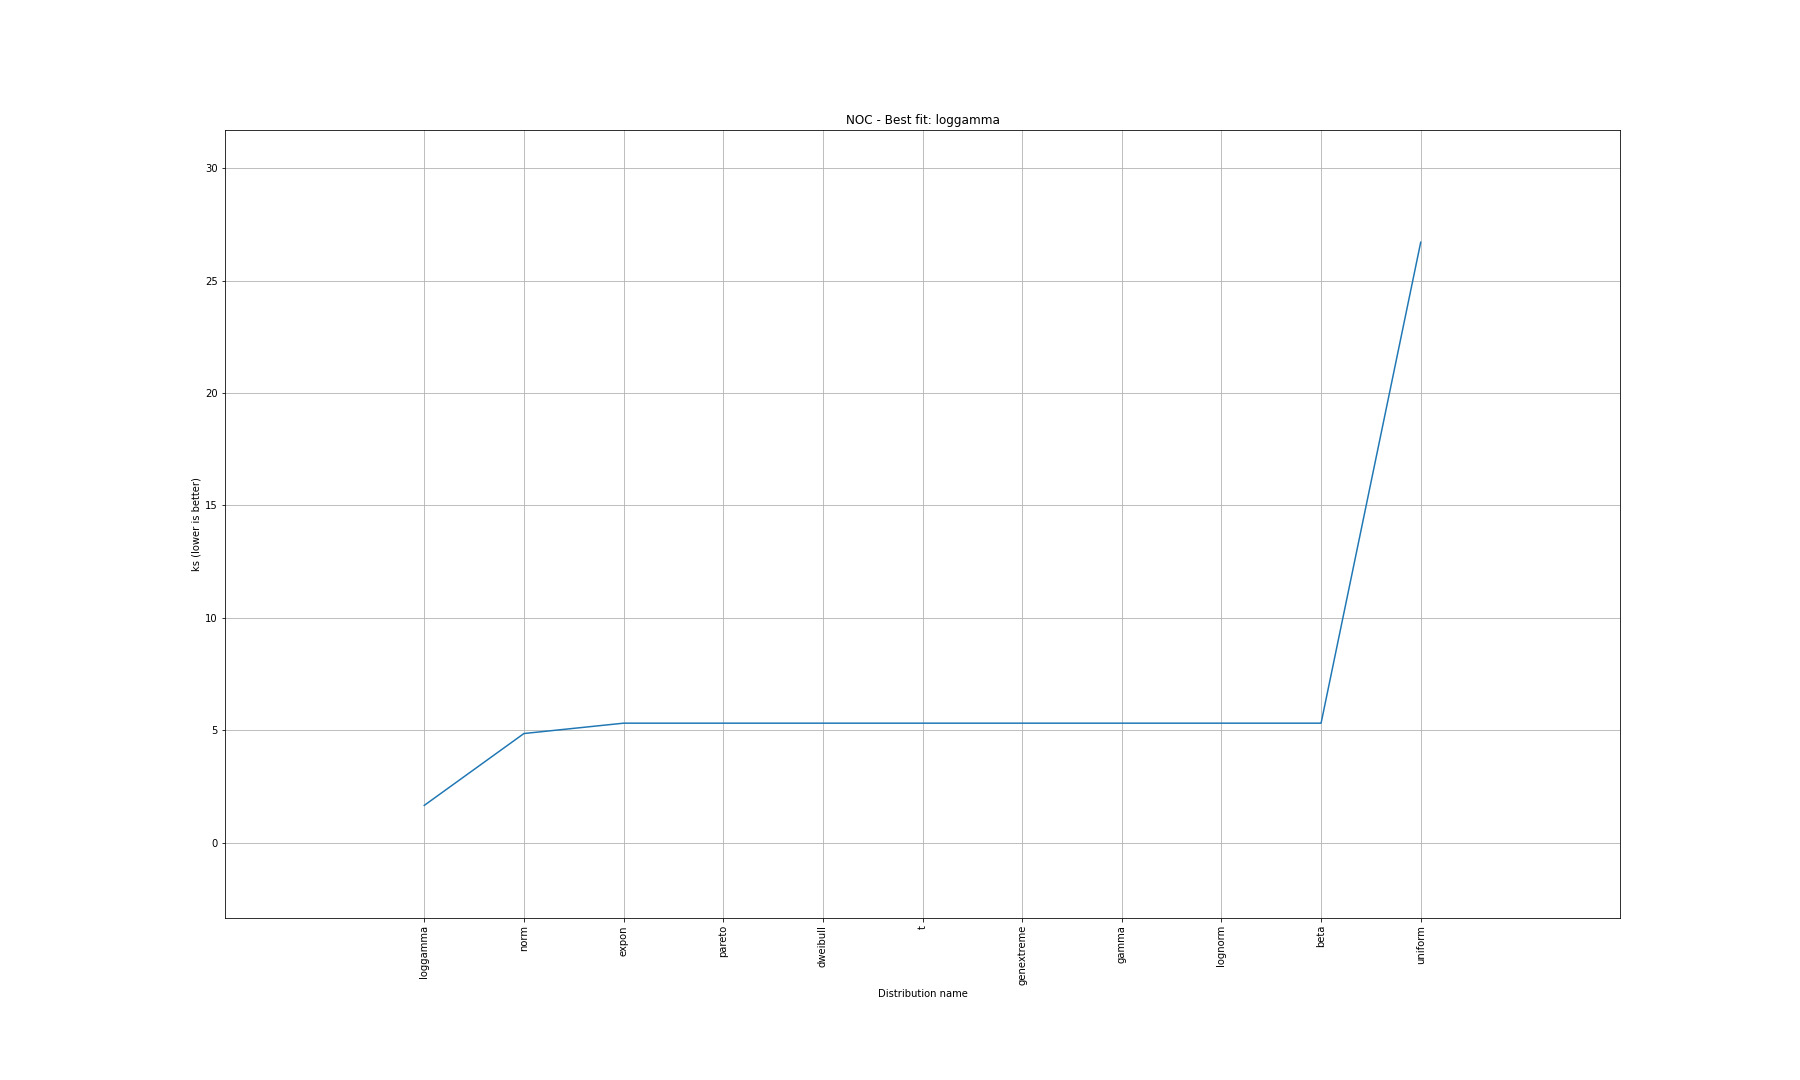 NOC - Best fit: loggamma
30
25
20
15
10
5
0
ks (lower is better)
loggamma
norm
expon
pareto
dweibull
t
genextreme
gamma
lognorm
beta
uniform
Distribution name